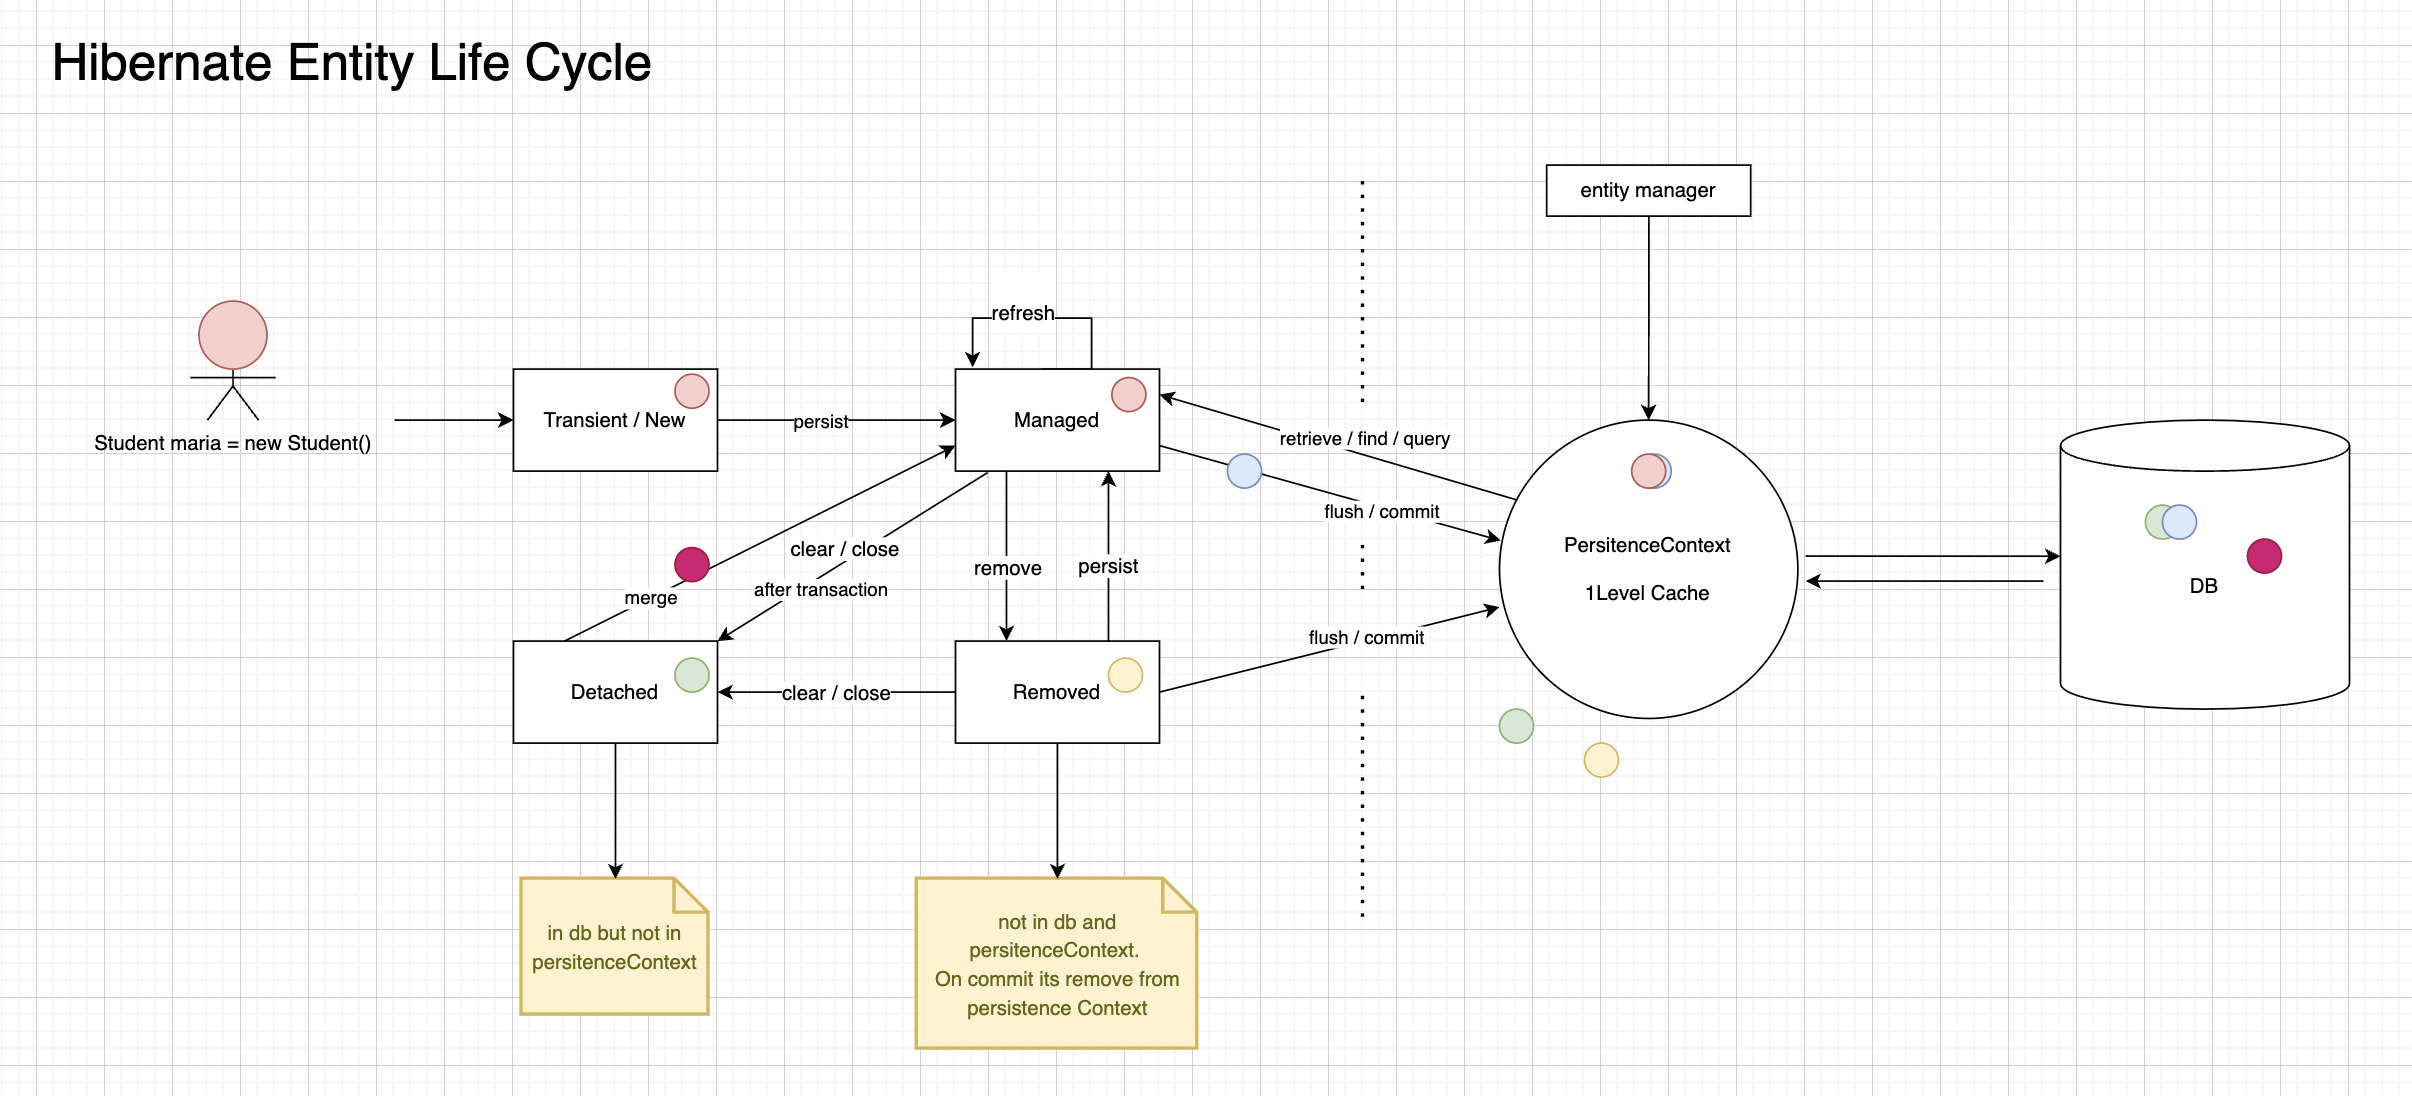 Hibernate Entity Life Cycle
entity manager
refresh
Student maria = new Student()
Transient / New
persist
Managed
retrieve / find / query
flush / commit
clear / close
after transaction
merge
remove
persist
PersitenceContext
1Level Cache
DB
flush / commit
Detached
clear / close
Removed
in db but not in
persitenceContext
not in db and
persitenceContext.
On commit its remove from
persistence Context